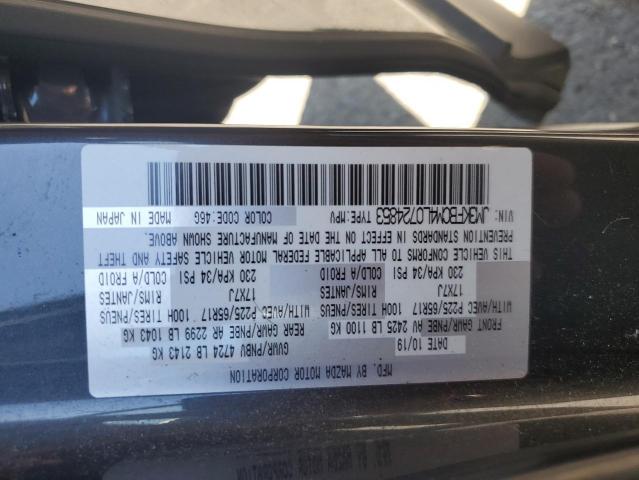 MFD. BY MAZDA MOTOR CORPORATION
DATE 10/19 GVWR/PNBV 4724 LB 2143 KG
FRONT GAWR/PNBE AV 2425 LB 1100 KG REAR GAWR/PNBE AR 2299 LB 1043 KG
WITH/AVEC P225/65R17 100H TIRES/PNEUS WITH/AVEC P225/65R17 100H TIRES/PNEUS
17X7J RIMS/JANTES 17X7J RIMS/JANTES
230 KPA/34 PSI COLD/A FROID 230 KPA/34 PSI COLD/A FROID
THIS VEHICLE CONFORMS TO ALL APPLICABLE FEDERAL MOTOR VEHICLE SAFETY AND THEFT
PREVENTION STANDARDS IN EFFECT ON THE DATE OF MANUFACTURE SHOWN ABOVE.
VIN: JM3KFBCM4L0724853 TYPE:MPV COLOR CODE:46G MADE IN JAPAN